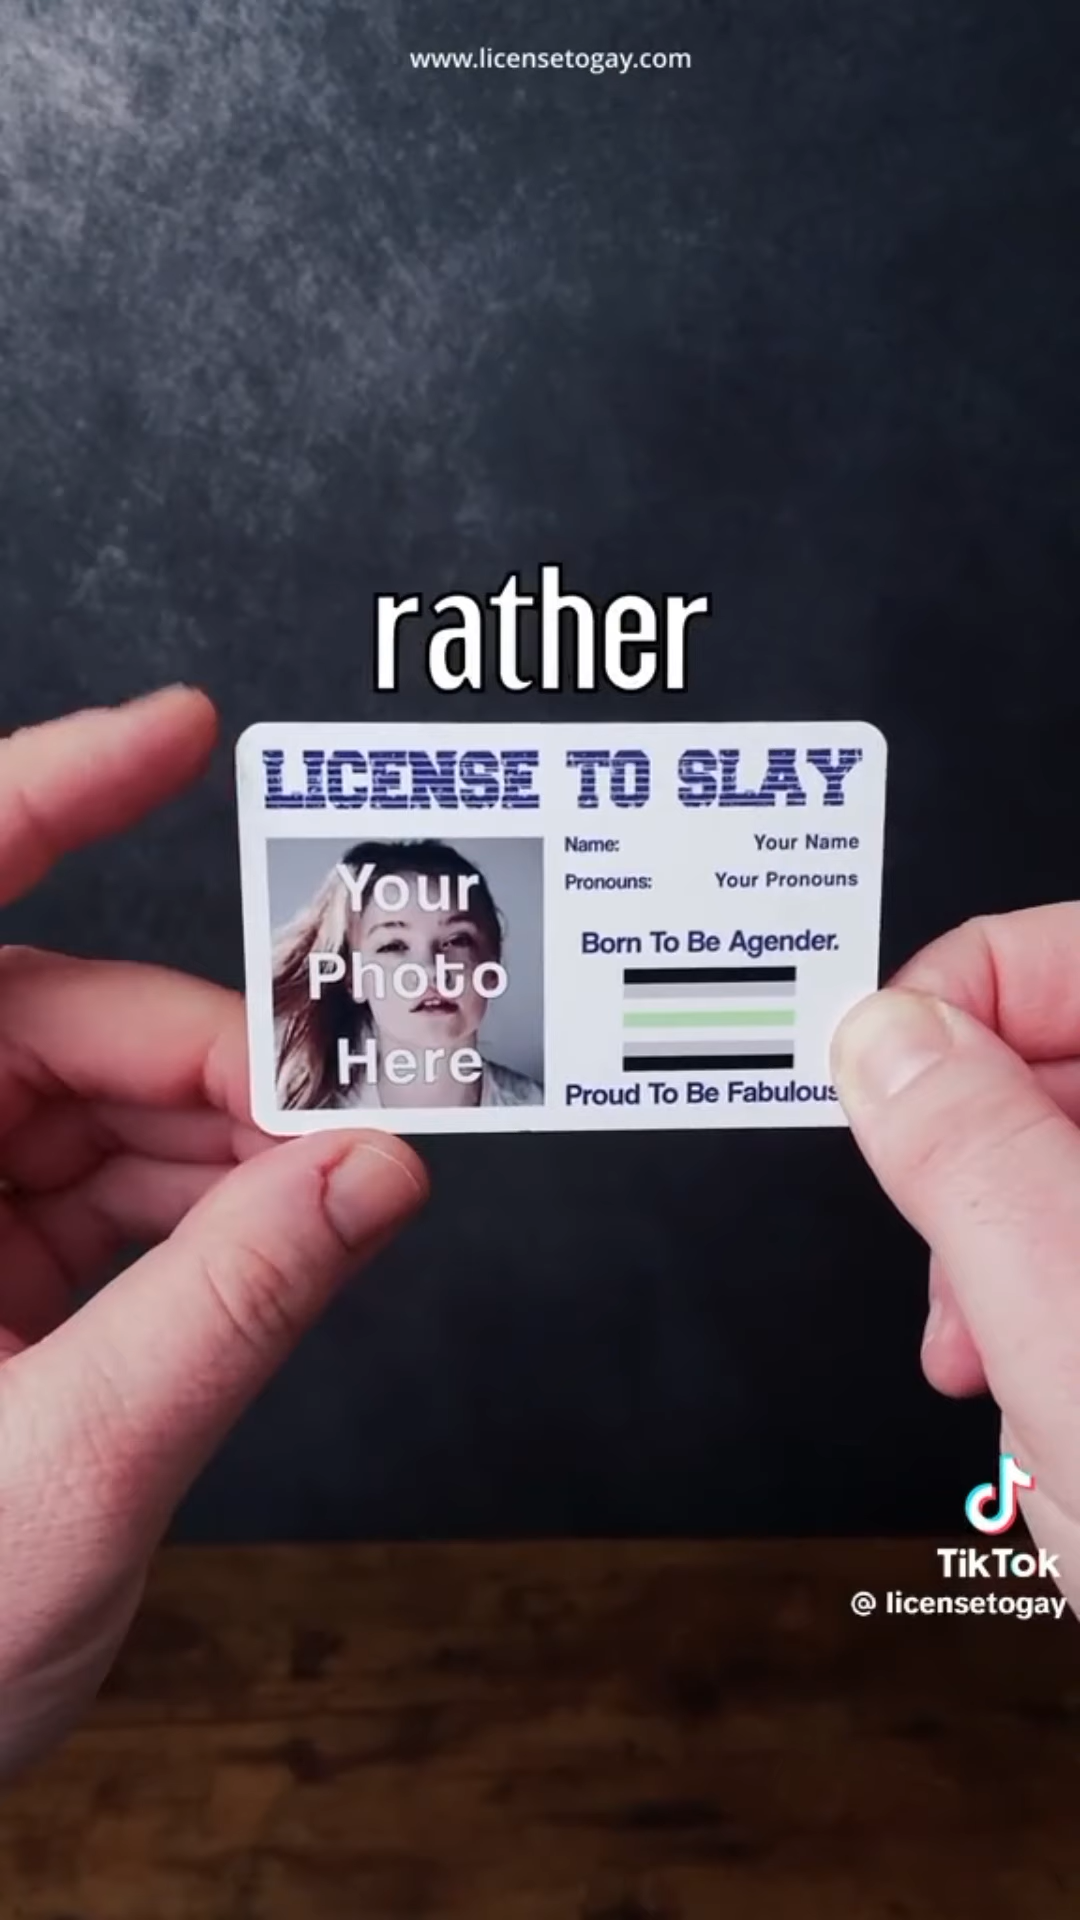 www.licensetogay.com
rather
LICENSE TO SLAY
Your
Photo
Here
Name: Your Name
Pronouns: Your Pronouns
Born To Be Agender.
Proud To Be Fabulous
TikTok
@ licensetogay